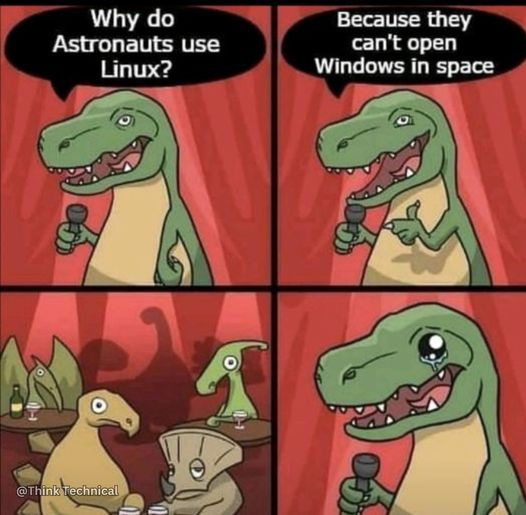 Why do
Astronauts use
Linux?
Because they
can't open
Windows in space
@Think Technical